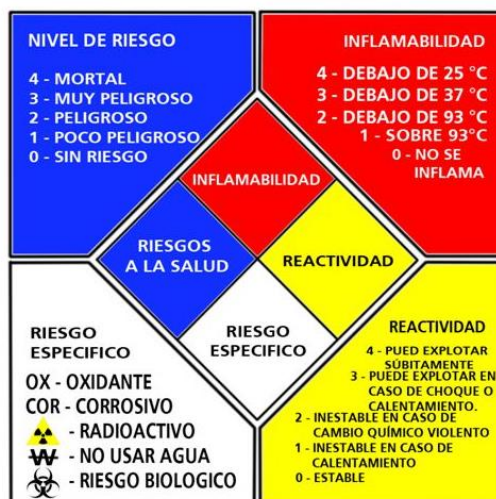 NIVEL DE RIESGO
4 - MORTAL
3 - MUY PELIGROSO
2 - PELIGROSO
1 - POCO PELIGROSO
0 - SIN RIESGO
INFLAMABILIDAD
4 - DEBAJO DE 25 °C
3 - DEBAJO DE 37 °C
2 - DEBAJO DE 93 °C
1 - SOBRE 93°C
0 - NO SE
INFLAMA
INFLAMABILIDAD
RIESGOS
A LA SALUD
REACTIVIDAD
RIESGO
ESPECIFICO
RIESGO
ESPECIFICO
OX - OXIDANTE
COR - CORROSIVO
- RADIOACTIVO
W - NO USAR AGUA
- RIESGO BIOLOGICO
REACTIVIDAD
4 - PUED EXPLOTAR
SÚBITAMENTE
3 - PUEDE EXPLOTAR EN
CASO DE CHOQUE O
CALENTAMIENTO.
2 - INESTABLE EN CASO DE
CAMBIO QUÍMICO VIOLENTO
1 - INESTABLE EN CASO DE
CALENTAMIENTO
0 - ESTABLE